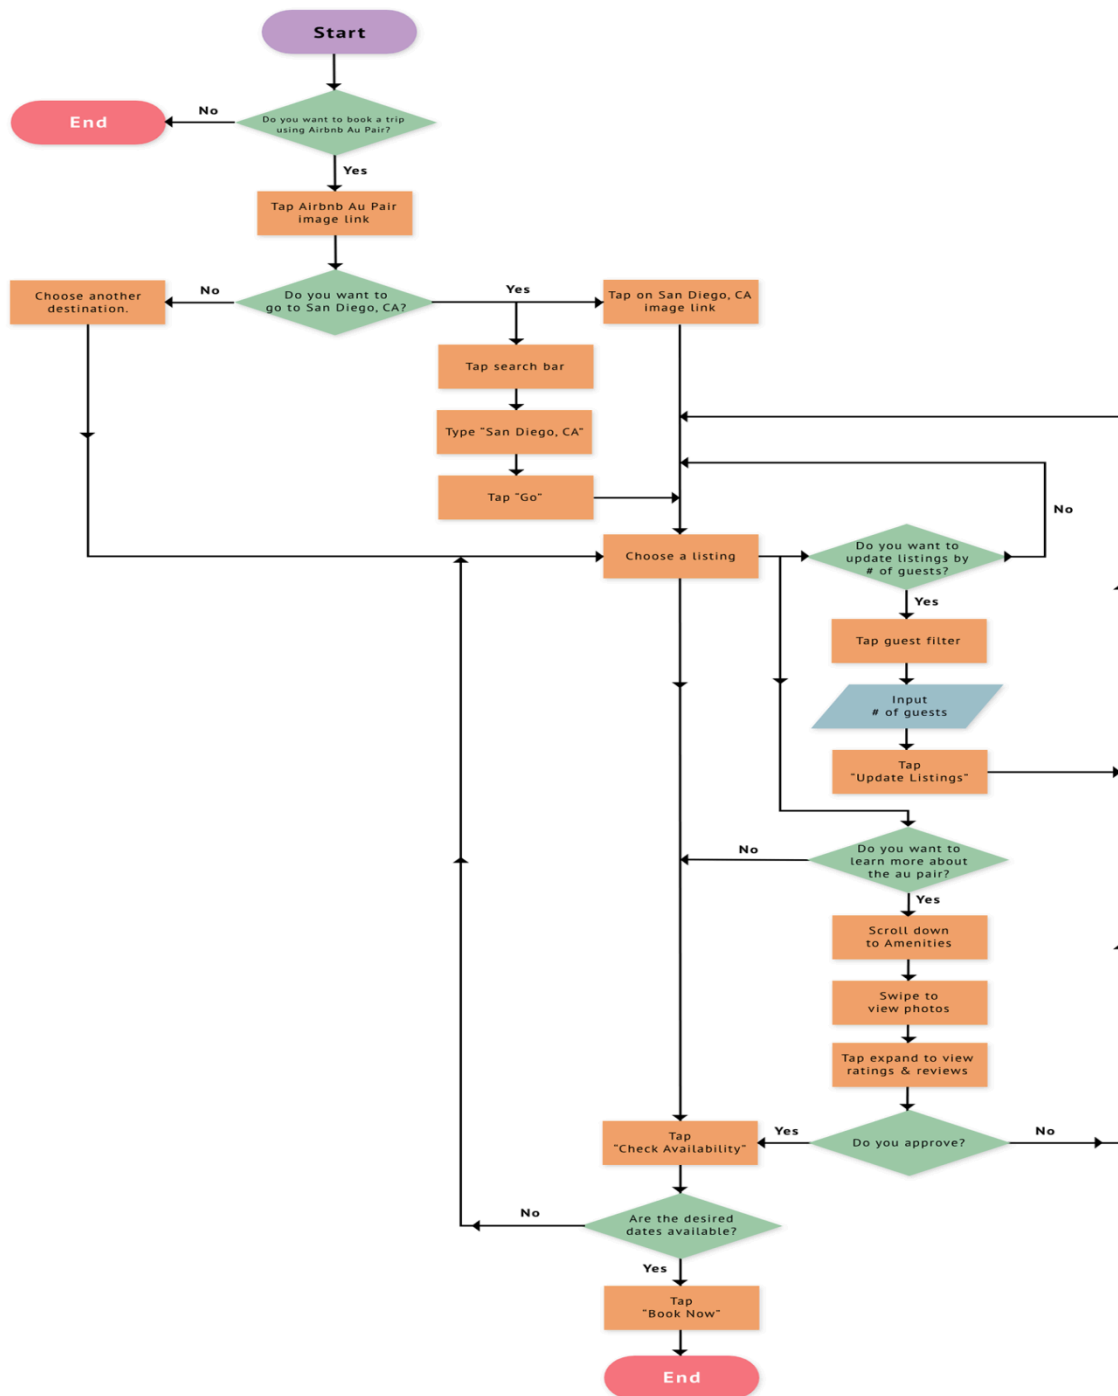 Start
Do you want to book a trip
using Airbnb Au Pair?
No
End
Yes
Tap Airbnb Au Pair
image link
Do you want to
go to San Diego, CA?
No
Choose another
destination.
Yes
Tap on San Diego, CA
image link
Tap search bar
Type "San Diego, CA"
Tap "Go"
Choose a listing
Do you want to
update listings by
# of guests?
No
Yes
Tap guest filter
Input
# of guests
Tap
"Update Listings"
Do you want to
learn more about
the au pair?
No
Yes
Scroll down
to Amenities
Swipe to
view photos
Tap expand to view
ratings & reviews
Do you approve?
Yes
No
Tap
"Check Availability"
Are the desired
dates available?
No
Yes
Tap
"Book Now"
End